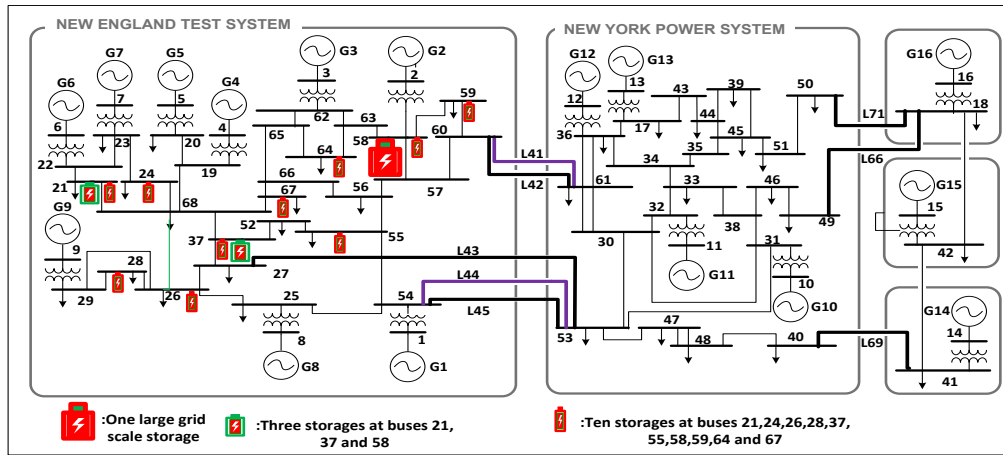 NEW ENGLAND TEST SYSTEM
NEW YORK POWER SYSTEM
G7
G5
G3
G2
G6
G4
G12
G13
G16
7
5
3
2
59
12
13
43
39
50
16
18
6
4
62
63
60
36
17
44
L71
23
20
65
58
45
22
19
64
L41
35
51
L66
21
24
66
57
L42
34
G15
G9
67
56
61
33
46
49
15
68
52
32
38
37
55
30
31
42
9
28
27
L43
11
29
26
L44
G11
10
G14
25
54
L45
G10
14
53
47
48
40
8
1
L69
41
G8
G1
:One large grid
scale storage
:Three storages at buses 21,
37 and 58
:Ten storages at buses 21,24,26,28,37,
55,58,59,64 and 67